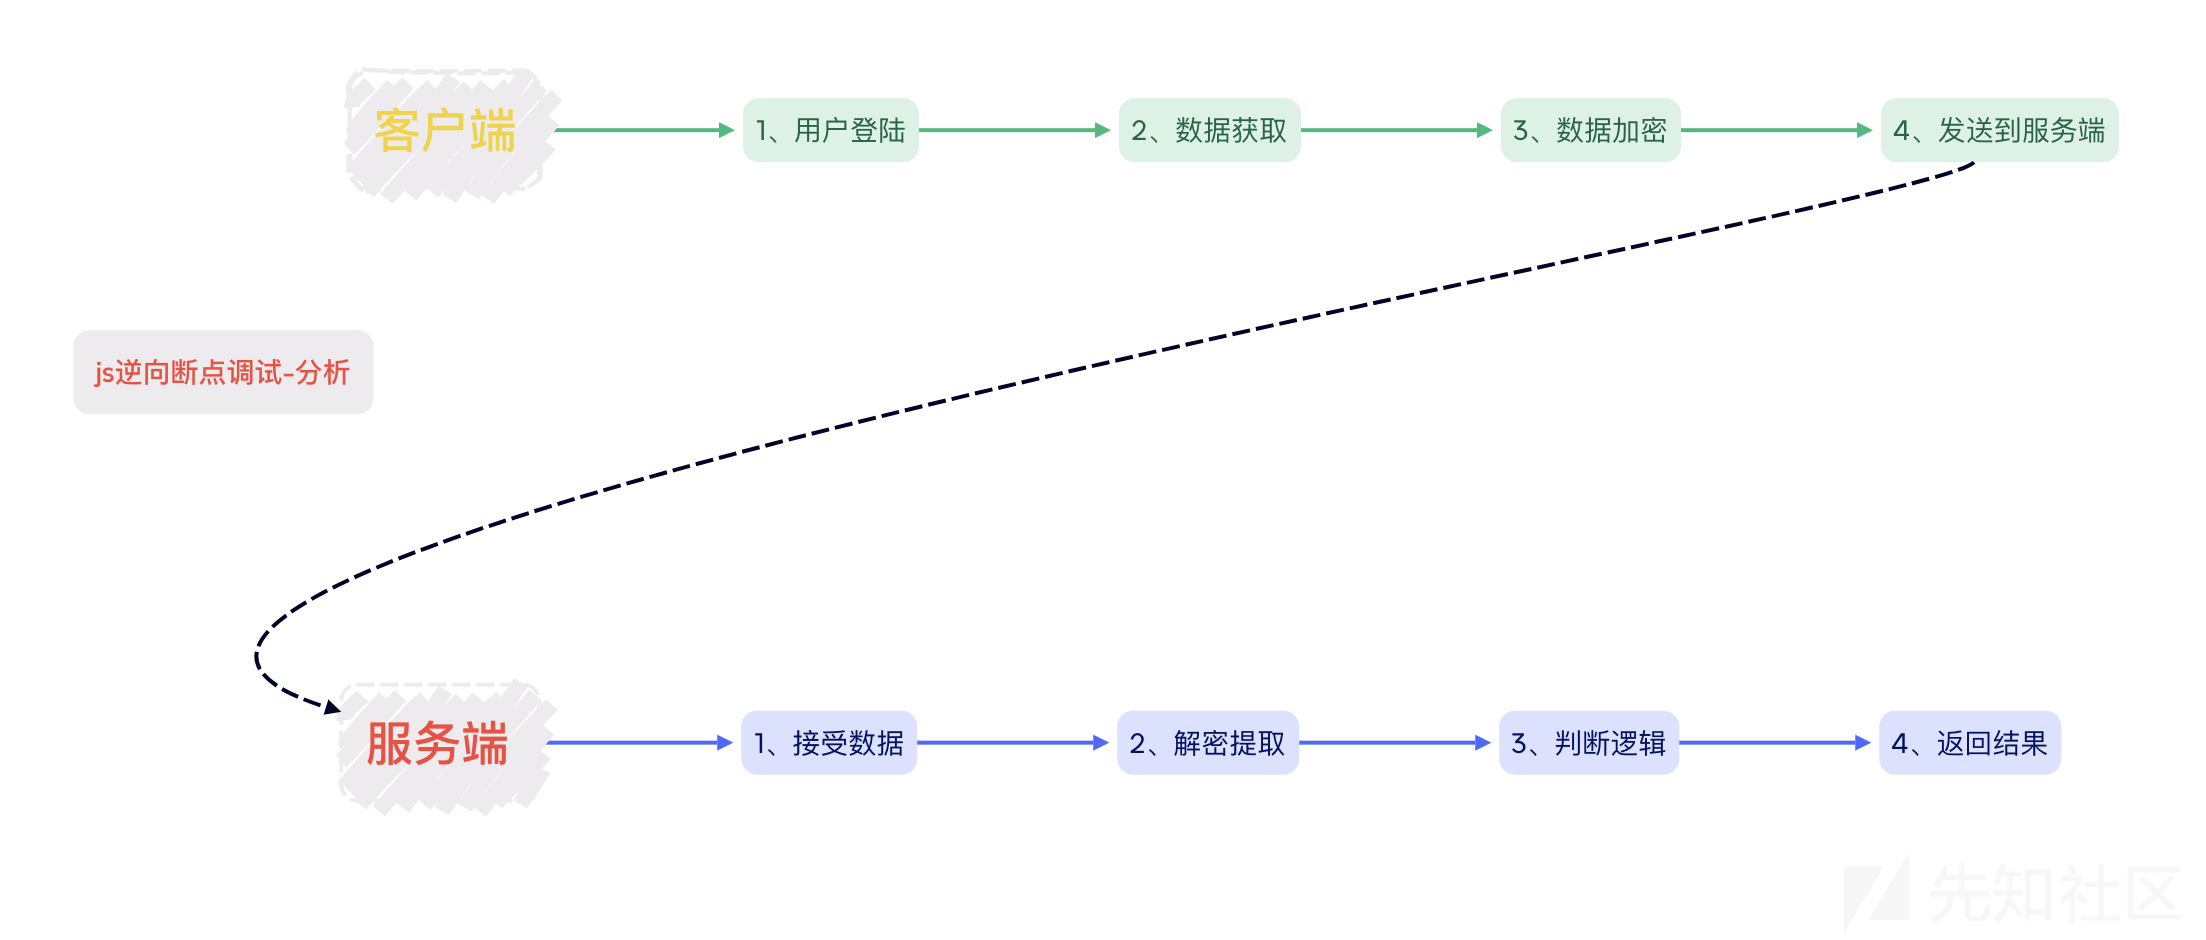 客户端
1、用户登陆
2、数据获取
3、数据加密
4、发送到服务端
js逆向断点调试-分析
服务端
1、接受数据
2、解密提取
3、判断逻辑
4、返回结果
先知社区